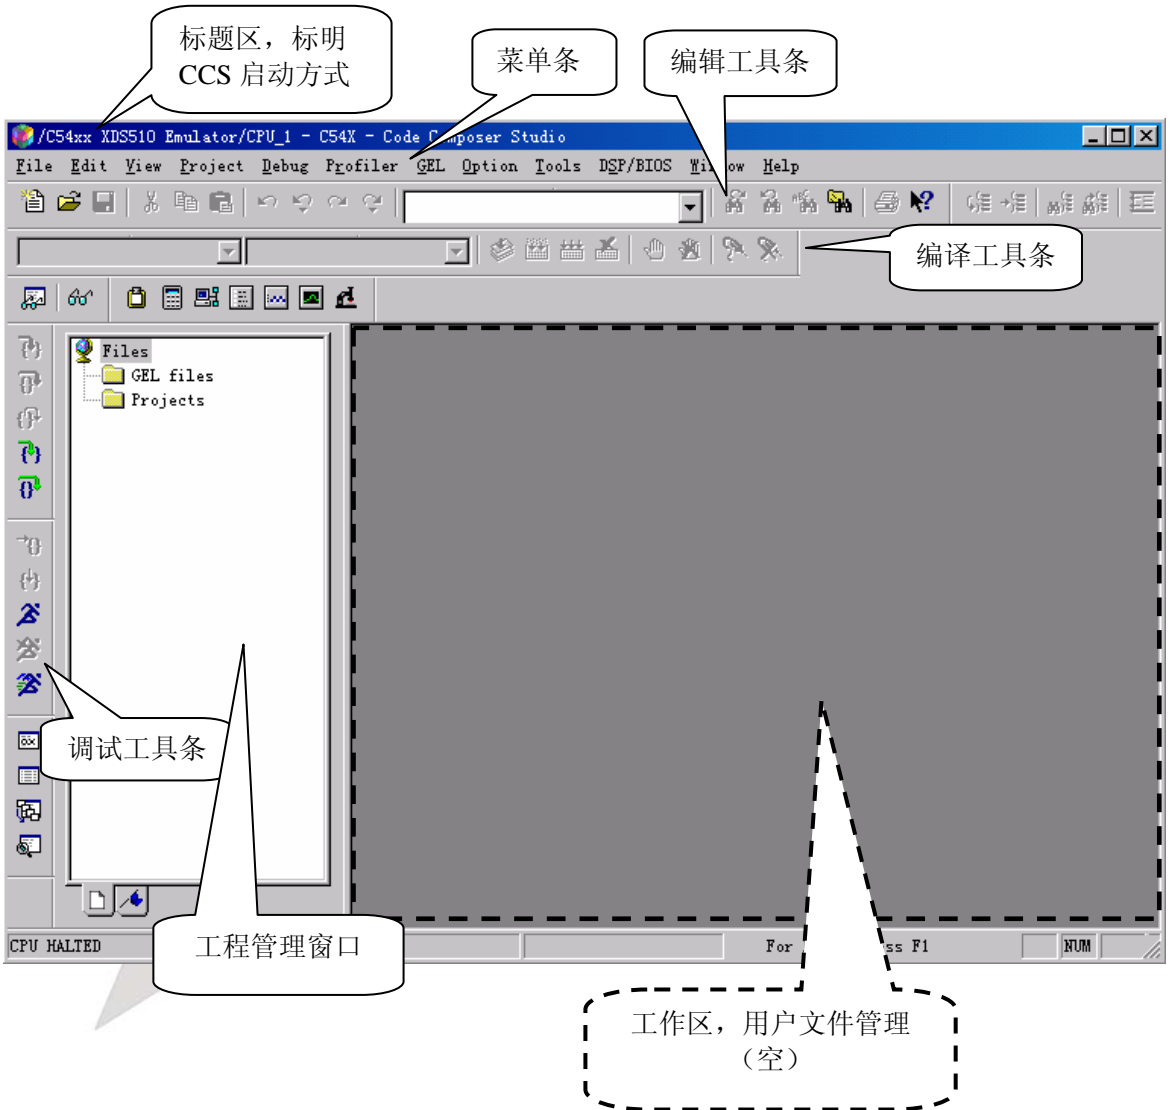 标题区，标明
CCS 启动方式
菜单条
编辑工具条
/C54xx XDS510 Emulator/CPU_1 - C54X - Code Composer Studio
File Edit View Project Debug Profiler GEL Option Tools DSP/BIOS Window Help
编译工具条
Files
GEL files
Projects
调试工具条
工程管理窗口
CPU HALTED
For
ss F1
NUM
工作区，用户文件管理
（空）